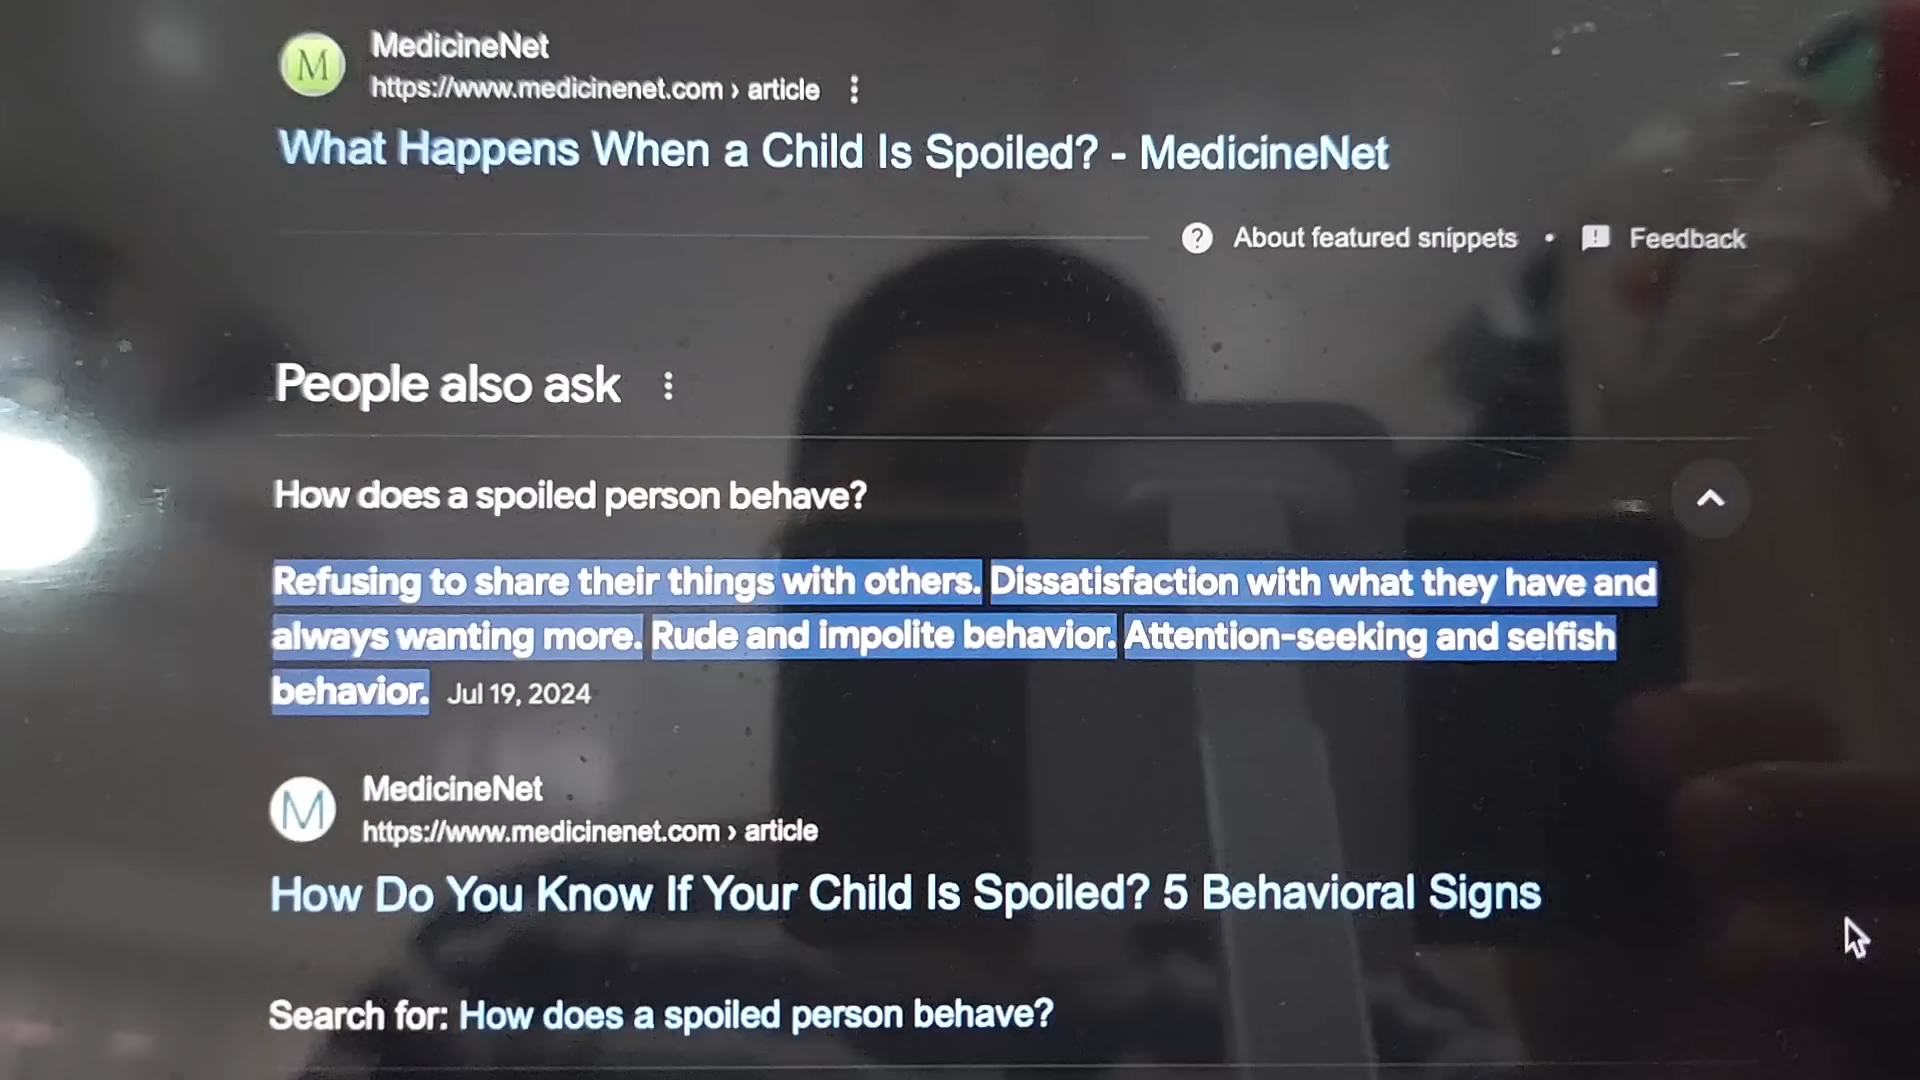 MedicineNet
https://www.medicinenet.com › article
What Happens When a Child Is Spoiled? - MedicineNet
About featured snippets • Feedback
People also ask
How does a spoiled person behave?
Refusing to share their things with others. Dissatisfaction with what they have and
always wanting more. Rude and impolite behavior. Attention-seeking and selfish
behavior. Jul 19, 2024
MedicineNet
https://www.medicinenet.com › article
How Do You Know If Your Child Is Spoiled? 5 Behavioral Signs
Search for: How does a spoiled person behave?